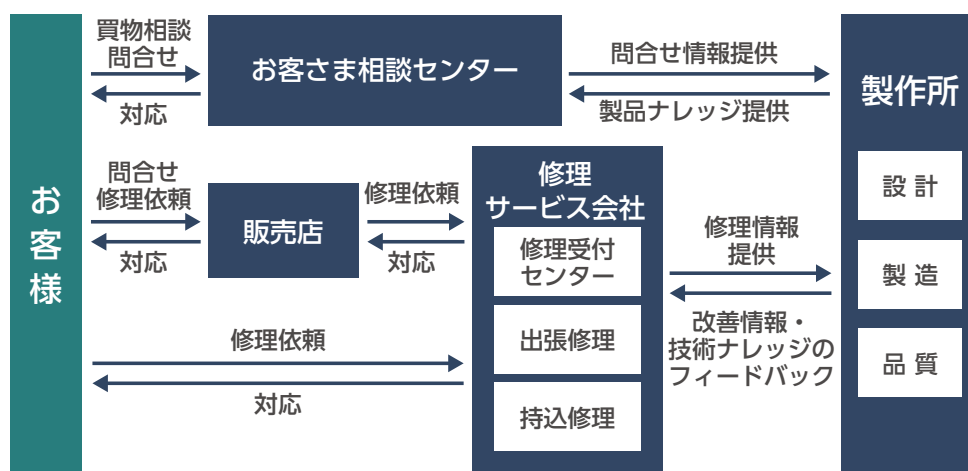 お客様
買物相談
問合せ
対応
お客さま相談センター
問合せ情報提供
製品ナレッジ提供
問合せ
修理依頼
対応
販売店
修理依頼
対応
修理依頼
対応
修理
サービス会社
修理受付
センター
出張修理
持込修理
修理情報
提供
改善情報・
技術ナレッジの
フィードバック
製作所
設計
製造
品質